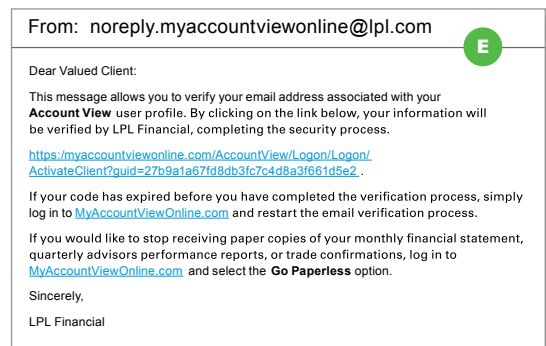 From: noreply.myaccountviewonline@lpl.com
E
Dear Valued Client:
This message allows you to verify your email address associated with your
Account View user profile. By clicking on the link below, your information will
be verified by LPL Financial, completing the security process.
https:/myaccountviewonline.com/AccountView/Logon/Logon/
ActivateClient?guid=27b9a1a67fd8db3fc7c4d8a3f661d5e2 .
If your code has expired before you have completed the verification process, simply
log in to MyAccountViewOnline.com and restart the email verification process.
If you would like to stop receiving paper copies of your monthly financial statement,
quarterly advisors performance reports, or trade confirmations, log in to
MyAccountViewOnline.com and select the Go Paperless option.
Sincerely,
LPL Financial